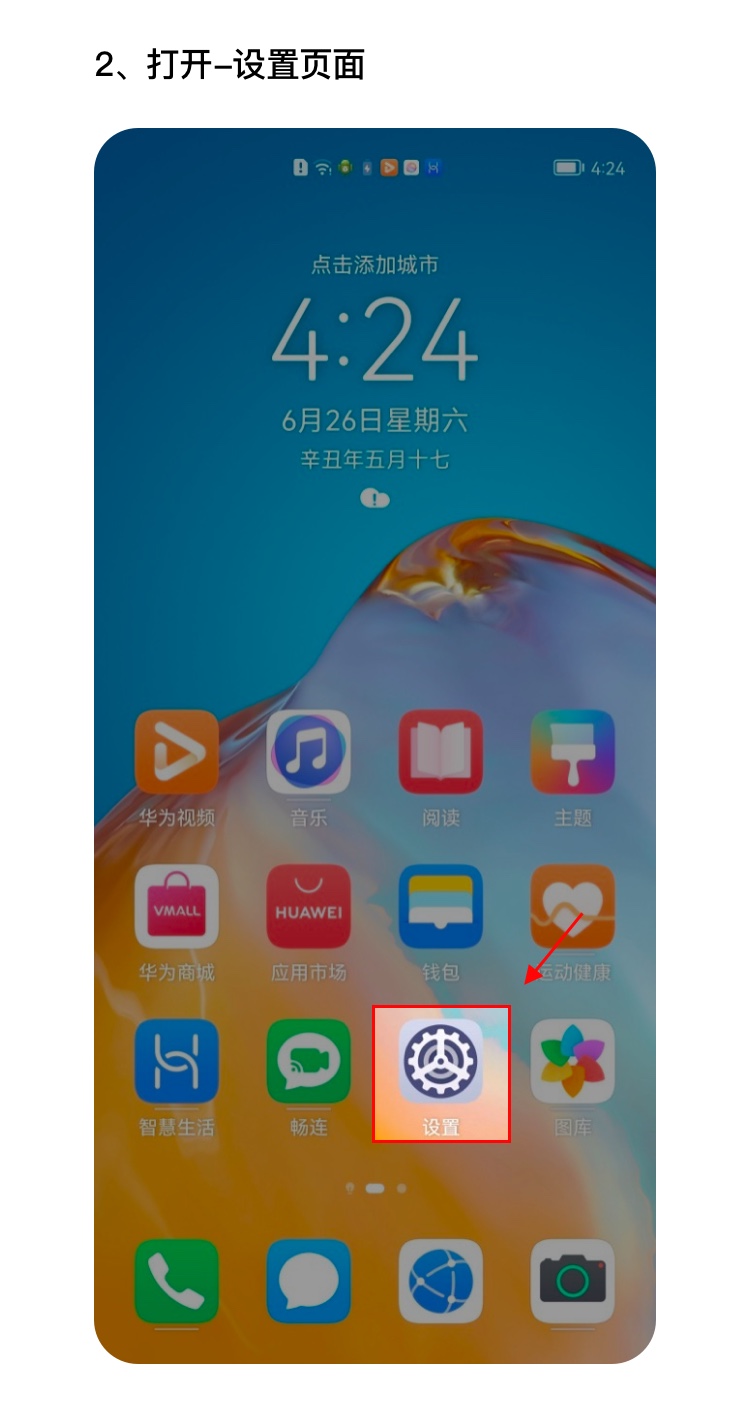 2、打开-设置页面
4:24
点击添加城市
4:24
6月26日星期六
辛丑年五月十七
华为视频
音乐
阅读
主题
VMALL
HUAWEI
华为商城
应用市场
钱包
运动健康
智慧生活
畅连
设置
图库